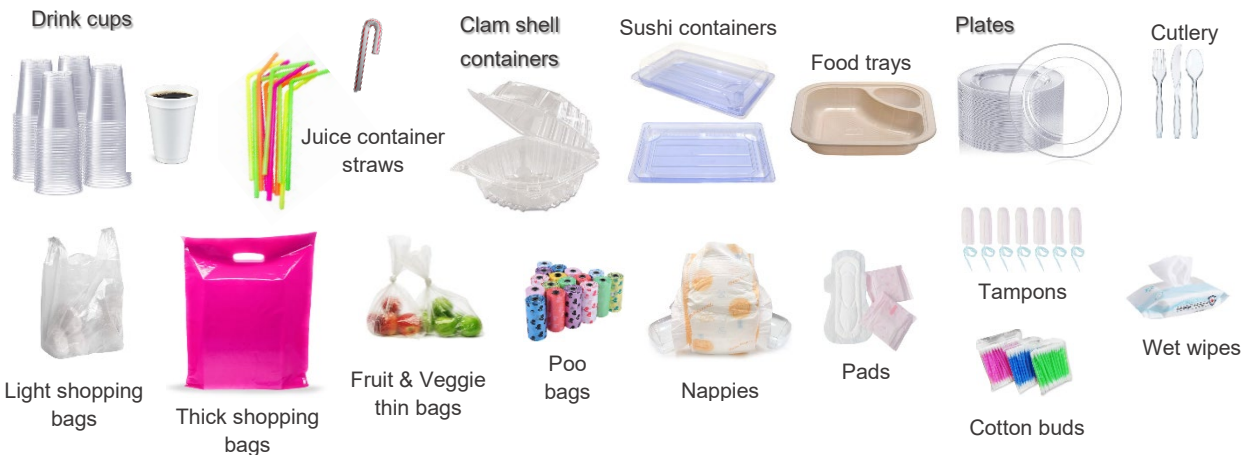 Drink cups
Juice container
straws
Clam shell
containers
Sushi containers
Food trays
Plates
Cutlery
Light shopping
bags
Thick shopping
bags
Fruit & Veggie
thin bags
Poo
bags
Nappies
Pads
Tampons
Cotton buds
Wet wipes